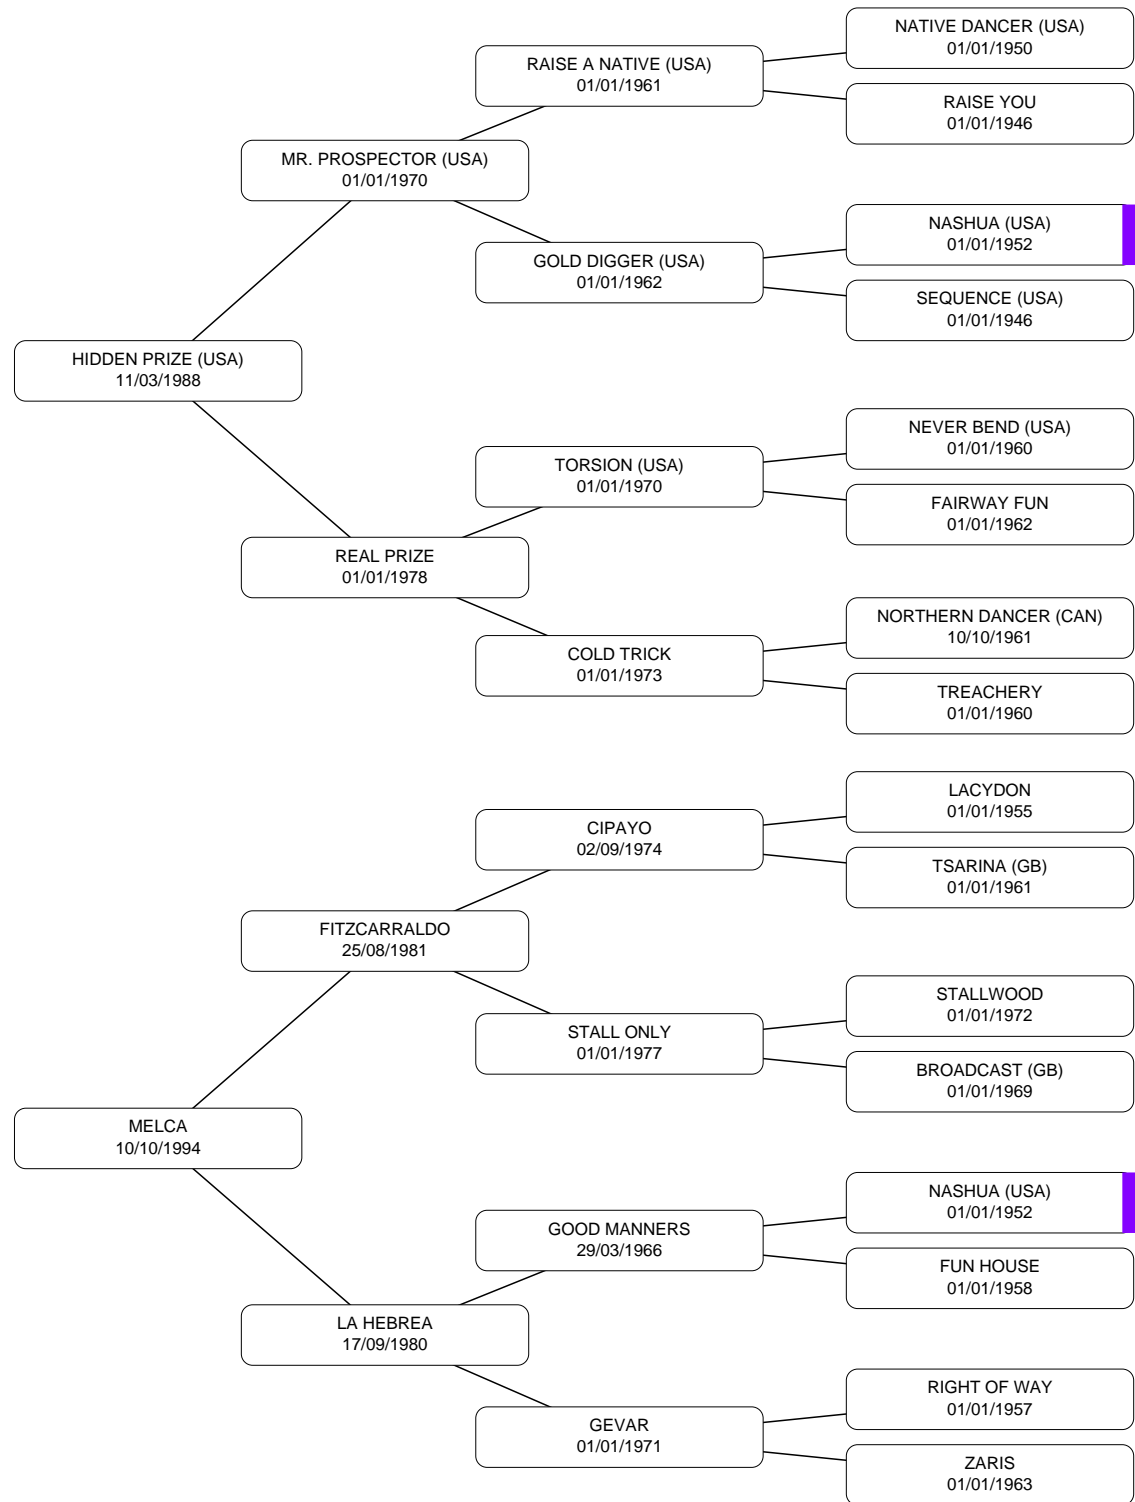 NATIVE DANCER (USA)
01/01/1950
RAISE A NATIVE (USA)
01/01/1961
RAISE YOU
01/01/1946
MR. PROSPECTOR (USA)
01/01/1970
NASHUA (USA)
01/01/1952
GOLD DIGGER (USA)
01/01/1962
SEQUENCE (USA)
01/01/1946
HIDDEN PRIZE (USA)
11/03/1988
NEVER BEND (USA)
01/01/1960
TORSION (USA)
01/01/1970
FAIRWAY FUN
01/01/1962
REAL PRIZE
01/01/1978
NORTHERN DANCER (CAN)
10/10/1961
COLD TRICK
01/01/1973
TREACHERY
01/01/1960
LACYDON
01/01/1955
CIPAYO
02/09/1974
TSARINA (GB)
01/01/1961
FITZCARRALDO
25/08/1981
STALLWOOD
01/01/1972
STALL ONLY
01/01/1977
BROADCAST (GB)
01/01/1969
MELCA
10/10/1994
NASHUA (USA)
01/01/1952
GOOD MANNERS
29/03/1966
FUN HOUSE
01/01/1958
LA HEBREA
17/09/1980
RIGHT OF WAY
01/01/1957
GEVAR
01/01/1971
ZARIS
01/01/1963